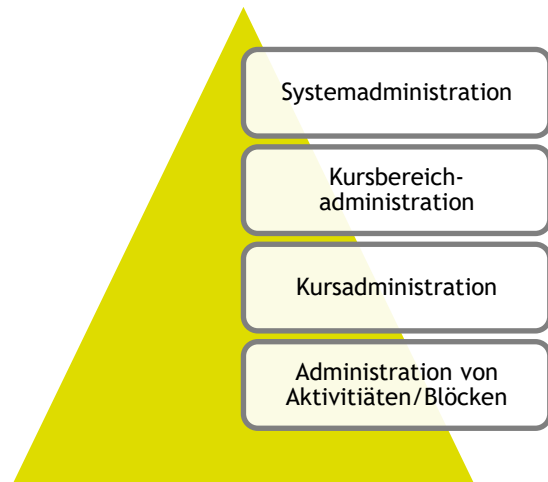 Systemadministration
Kursbereich-
administration
Kursadministration
Administration von
Aktivitiäten/Blöcken